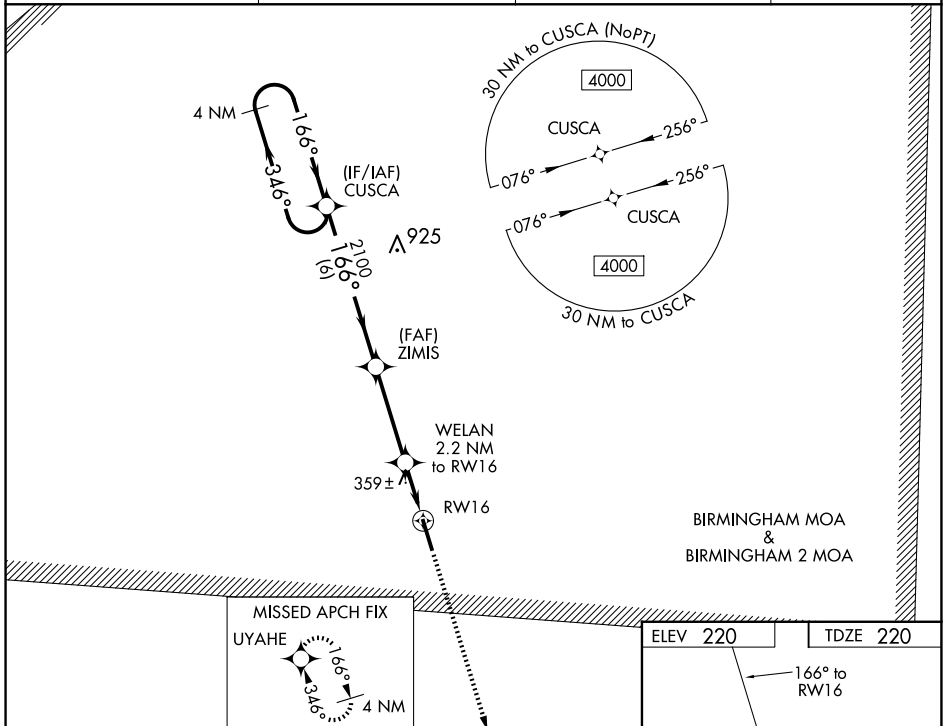 30 NM to CUSCA (NoPT)
4000
CUSCA
256°
076°
256°
CUSCA
076°
4000
30 NM to CUSCA
4 NM
166°
346°
(IF/IAF)
CUSCA
925
2100
166°
(6)
(FAF)
ZIMIS
WELAN
2.2 NM
to RW16
359±
RW16
BIRMINGHAM MOA
&
BIRMINGHAM 2 MOA
MISSED APCH FIX
UYAHE
166°
346°
4 NM
ELEV 220
TDZE 220
166° to
RW16